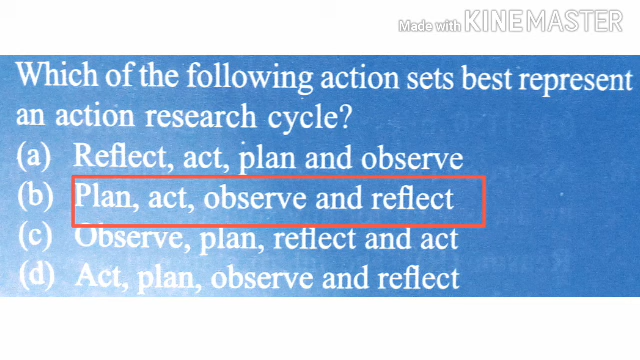 Made with KINEMASTER
Which of the following action sets best represent
an action research cycle?
(a) Reflect, act, plan and observe
(b) Plan, act, observe and reflect
(c) Observe, plan, reflect and act
(d) Act, plan, observe and reflect